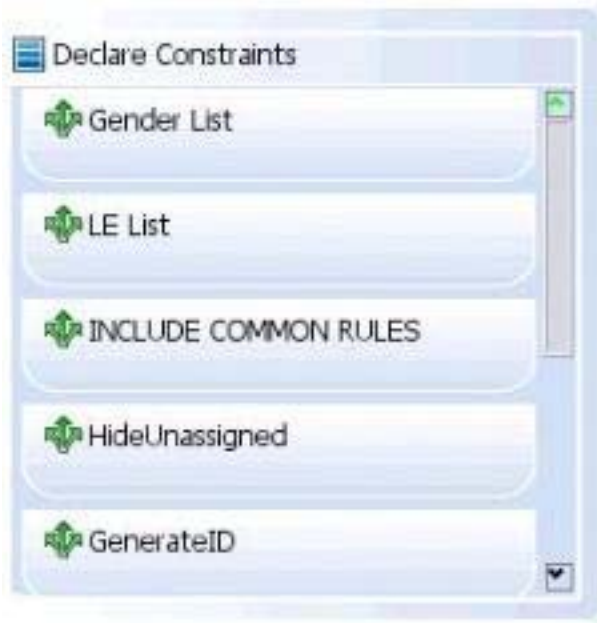 Declare Constraints
Gender List
LE List
INCLUDE COMMON RULES
HideUnassigned
GenerateID